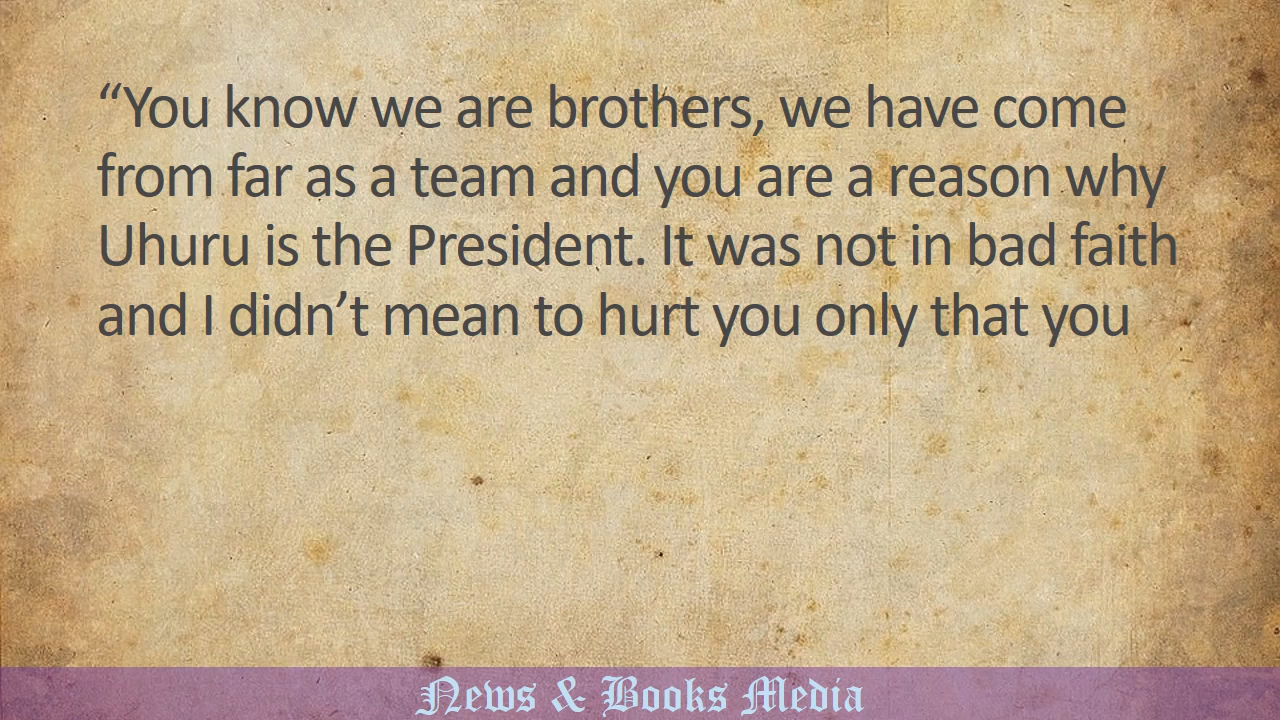 “You know we are brothers, we have come
from far as a team and you are a reason why
Uhuru is the President. It was not in bad faith
and I didn’t mean to hurt you only that you
News & Books Media